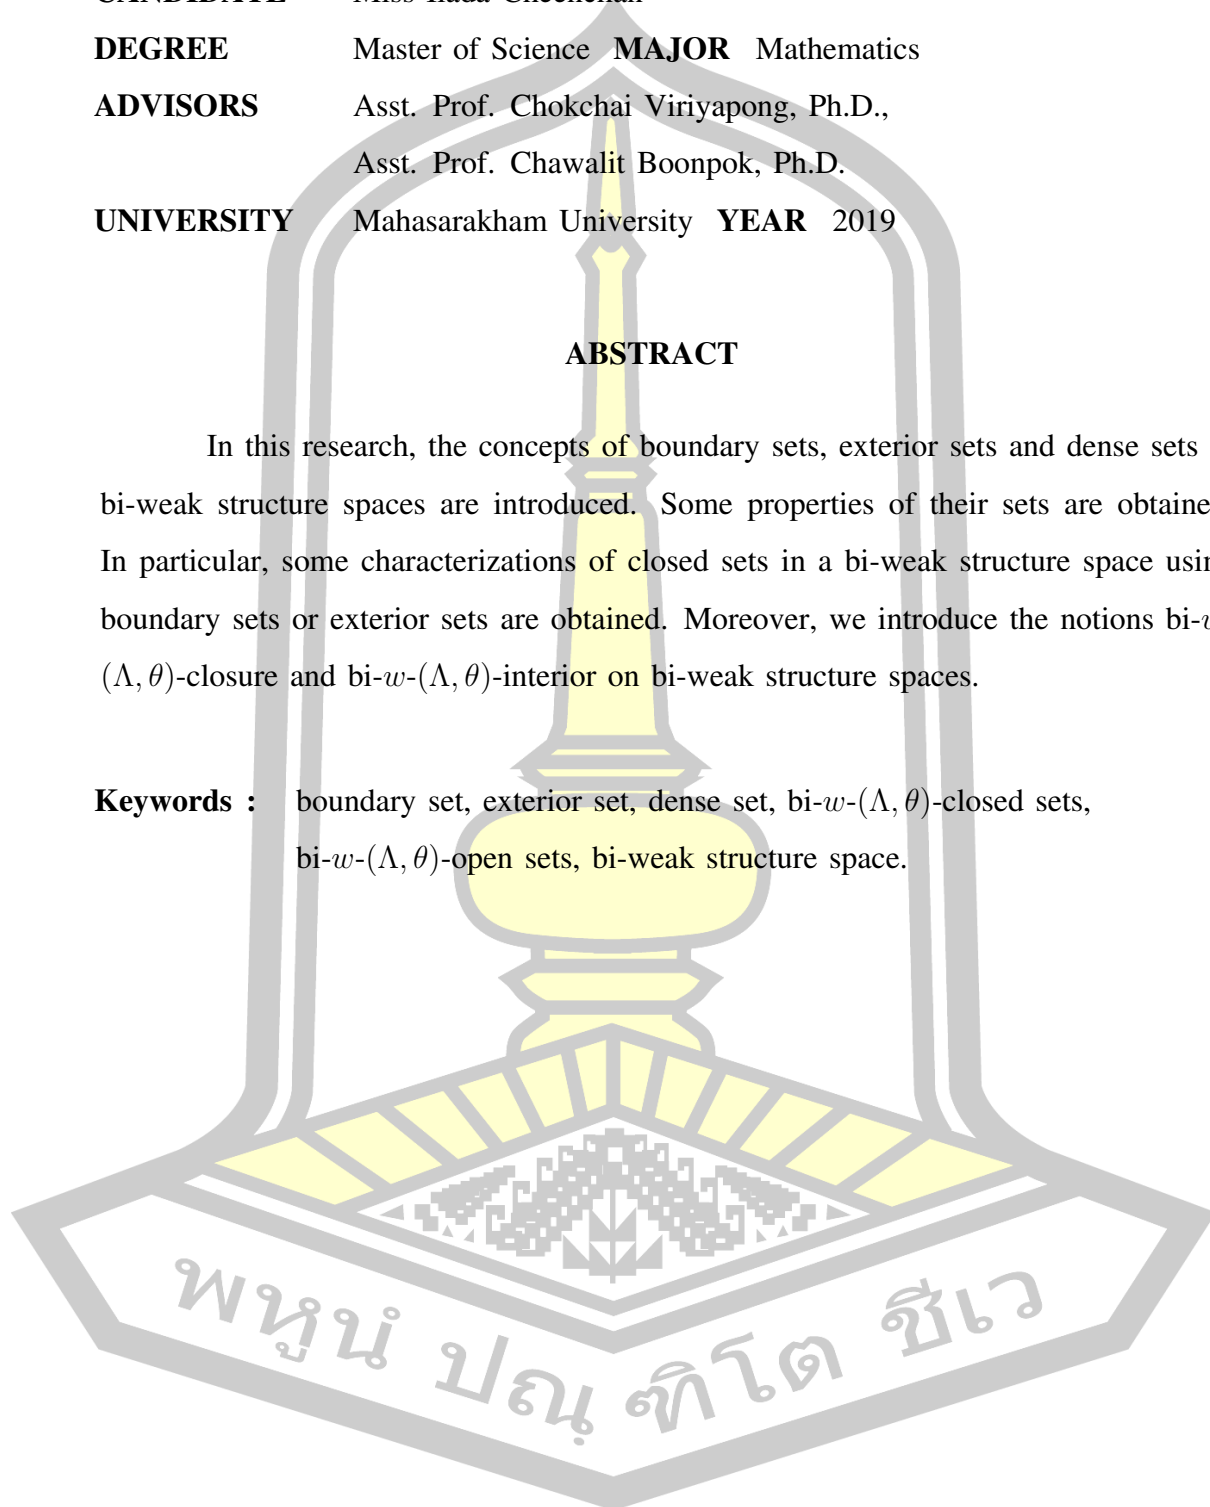 DEGREE Master of Science MAJOR Mathematics
ADVISORS Asst. Prof. Chokchai Viriyapong, Ph.D.,
Asst. Prof. Chawalit Boonpok, Ph.D.
UNIVERSITY Mahasarakham University YEAR 2019
ABSTRACT
In this research, the concepts of boundary sets, exterior sets and dense sets
bi-weak structure spaces are introduced. Some properties of their sets are
In particular, some characterizations of closed sets in a bi-weak structure space
boundary sets or exterior sets are obtained. Moreover, we introduce the notions
(Λ, θ)-closure and bi-w-(Λ, θ)-interior on bi-weak structure spaces.
Keywords : boundary set, exterior set, dense set, bi-w-(Λ, θ)-closed sets,
bi-w-(Λ, θ)-open sets, bi-weak structure space.
พหูนํ ปณฺฑิโต ชีเว